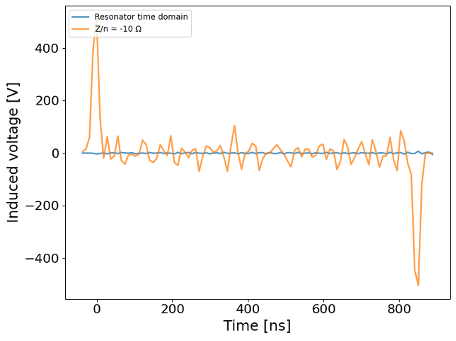 Resonator time domain
Z/n = -10 Ω
Induced voltage [V]
400
200
0
−200
−400
0
200
400
600
800
Time [ns]